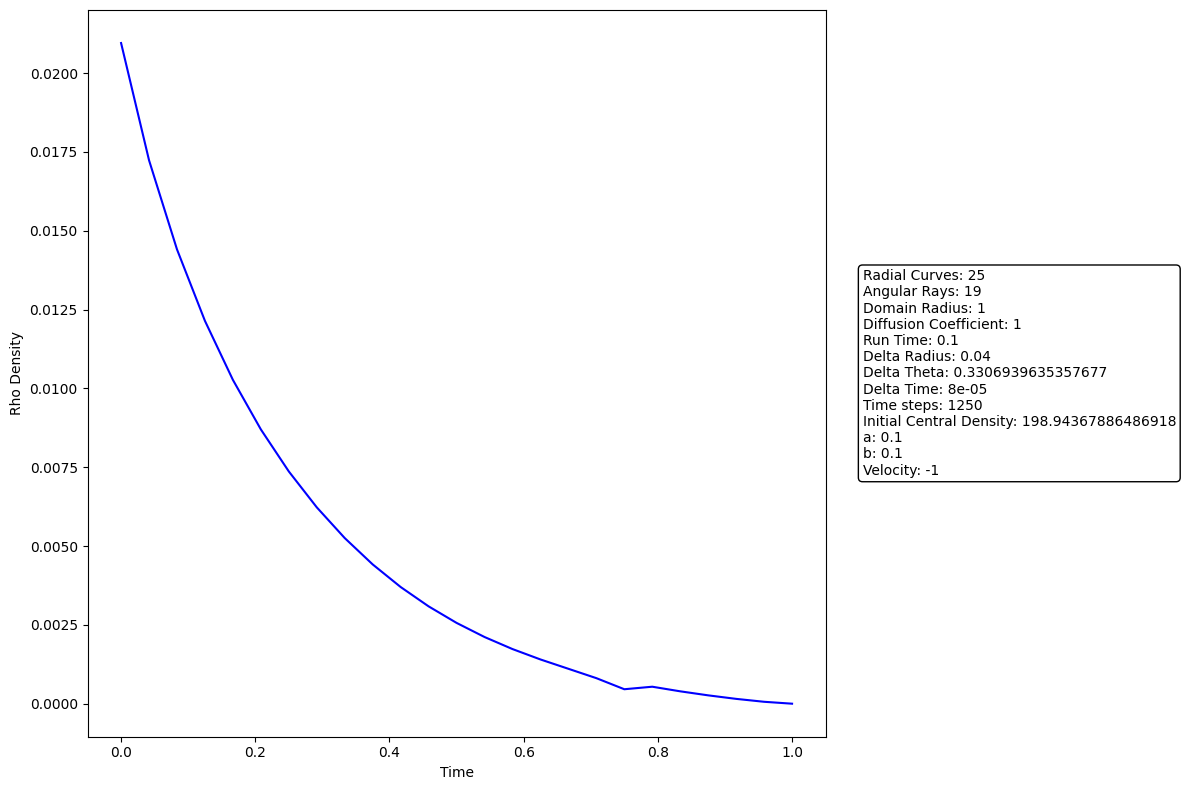 0.0200
0.0175
0.0150
0.0125
0.0100
0.0075
0.0050
0.0025
0.0000
Rho Density
0.0
0.2
0.4
0.6
0.8
1.0
Time
Radial Curves: 25
Angular Rays: 19
Domain Radius: 1
Diffusion Coefficient: 1
Run Time: 0.1
Delta Radius: 0.04
Delta Theta: 0.3306939635357677
Delta Time: 8e-05
Time steps: 1250
Initial Central Density: 198.94367886486918
a: 0.1
b: 0.1
Velocity: -1